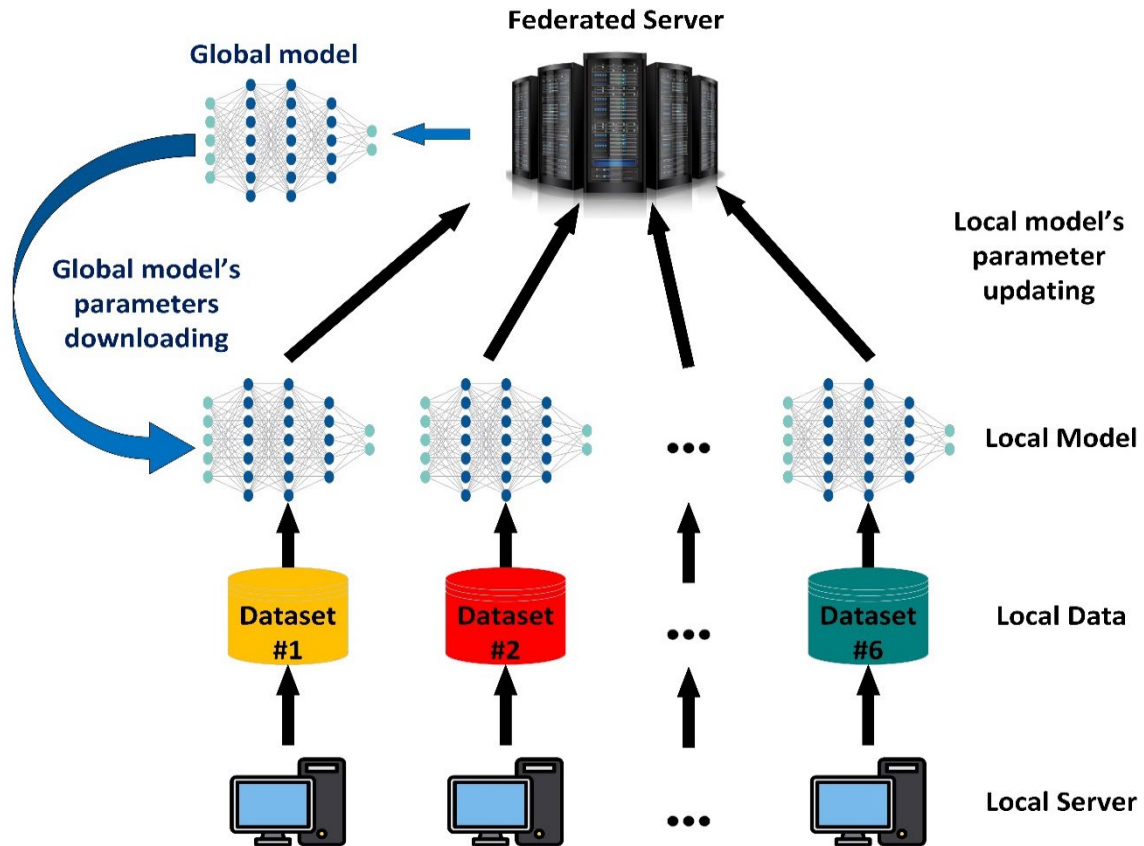 Federated Server
Global model
Global model's
parameters
downloading
Local model's
parameter
updating
•••
Local Model
Dataset
#1
Dataset
#2
•••
Dataset
#6
Local Data
•••
Local Server